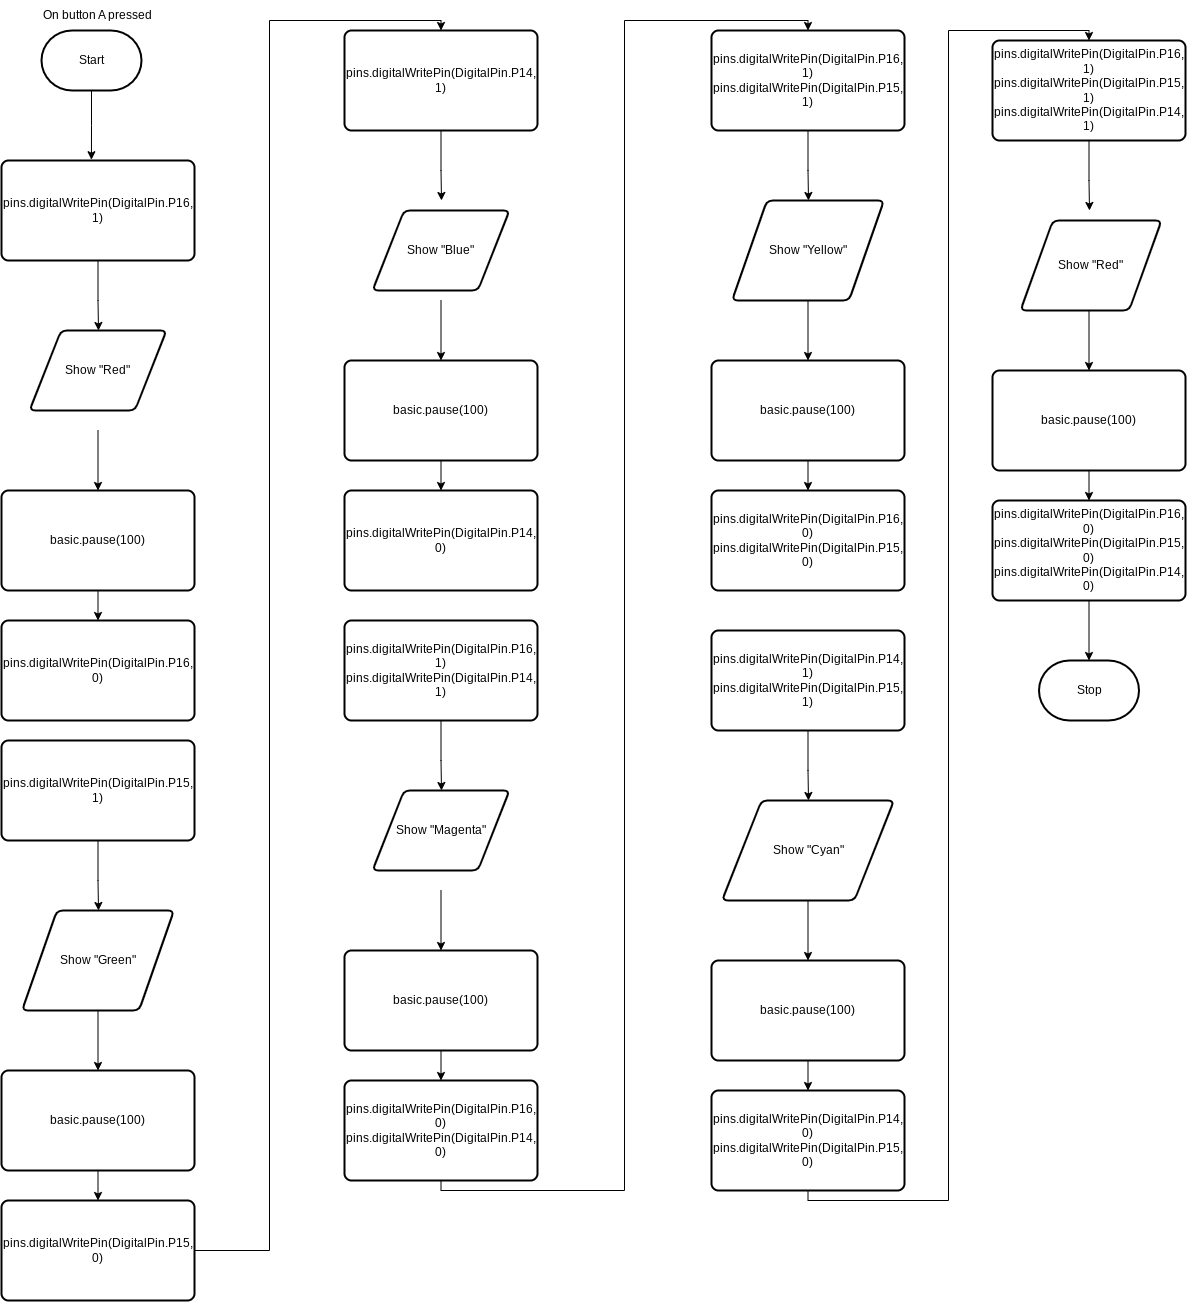 On button A pressed
Start
pins.digitalWritePin(DigitalPin.P16,
1)
Show "Red"
basic.pause(100)
pins.digitalWritePin(DigitalPin.P16,
0)
pins.digitalWritePin(DigitalPin.P15,
1)
Show "Green"
basic.pause(100)
pins.digitalWritePin(DigitalPin.P15,
0)
pins.digitalWritePin(DigitalPin.P14,
1)
Show "Blue"
basic.pause(100)
pins.digitalWritePin(DigitalPin.P14,
0)
pins.digitalWritePin(DigitalPin.P16,
1)
pins.digitalWritePin(DigitalPin.P14,
1)
Show "Magenta"
basic.pause(100)
pins.digitalWritePin(DigitalPin.P16,
0)
pins.digitalWritePin(DigitalPin.P14,
0)
pins.digitalWritePin(DigitalPin.P16,
1)
pins.digitalWritePin(DigitalPin.P15,
1)
Show "Yellow"
basic.pause(100)
pins.digitalWritePin(DigitalPin.P16,
0)
pins.digitalWritePin(DigitalPin.P15,
0)
pins.digitalWritePin(DigitalPin.P14,
1)
pins.digitalWritePin(DigitalPin.P15,
1)
Show "Cyan"
basic.pause(100)
pins.digitalWritePin(DigitalPin.P14,
0)
pins.digitalWritePin(DigitalPin.P15,
0)
pins.digitalWritePin(DigitalPin.P16,
1)
pins.digitalWritePin(DigitalPin.P15,
1)
pins.digitalWritePin(DigitalPin.P14,
1)
Show "Red"
basic.pause(100)
pins.digitalWritePin(DigitalPin.P16,
0)
pins.digitalWritePin(DigitalPin.P15,
0)
pins.digitalWritePin(DigitalPin.P14,
0)
Stop